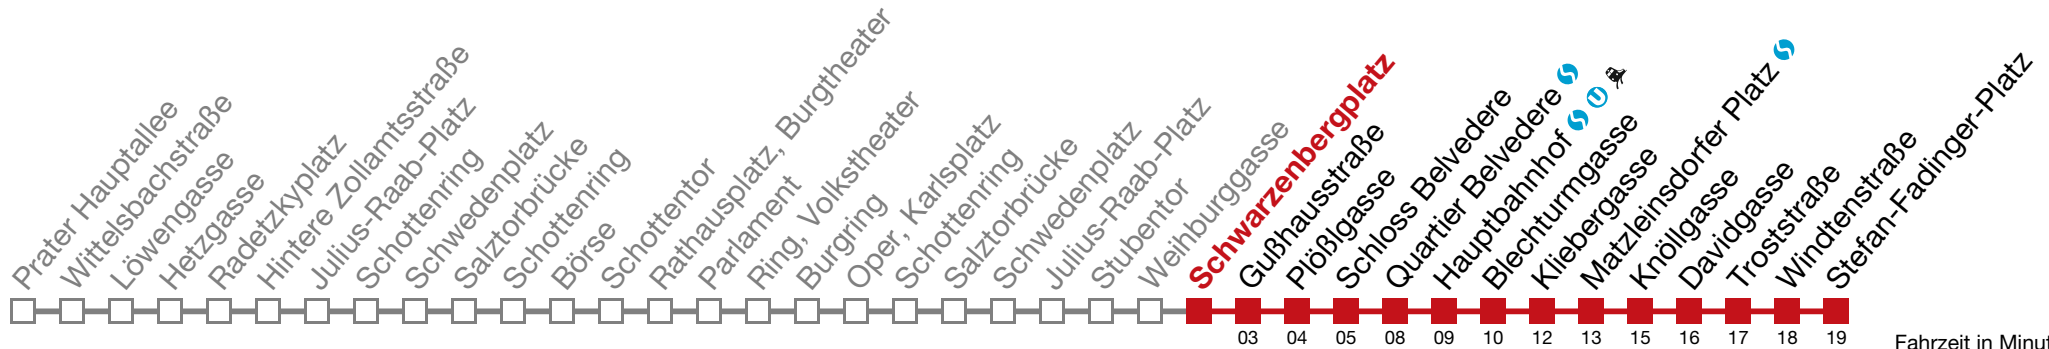 Prater Hauptallee
Wittelsbachstraße
Löwengasse
Hetzgasse
Radetzkyplatz
Hintere Zollamtsstraße
Julius-Raab-Platz
Schottenring
Schwedenplatz
Salztorbrücke
Schottenring
Börse
Schottentor
Rathausplatz, Burgtheater
Parlament
Ring, Volkstheater
Burgring
Oper, Karlsplatz
Schottenring
Salztorbrücke
Schwedenplatz
Julius-Raab-Platz
Stubentor
Weihburggasse
Schwarzenbergplatz
Gußhausstraße
Plößlgasse
Schloss Belvedere
Quartier Belvedere S
Hauptbahnhof S U
Blechturmgasse
Kliebergasse
Matzleinsdorfer Platz S
Knöllgasse
Davidgasse
Troststraße
Windtenstraße
Stefan-Fadinger-Platz
03 04 05 08 09 10 12 13 15 16 17 18 19
Fahrzeit in Minut